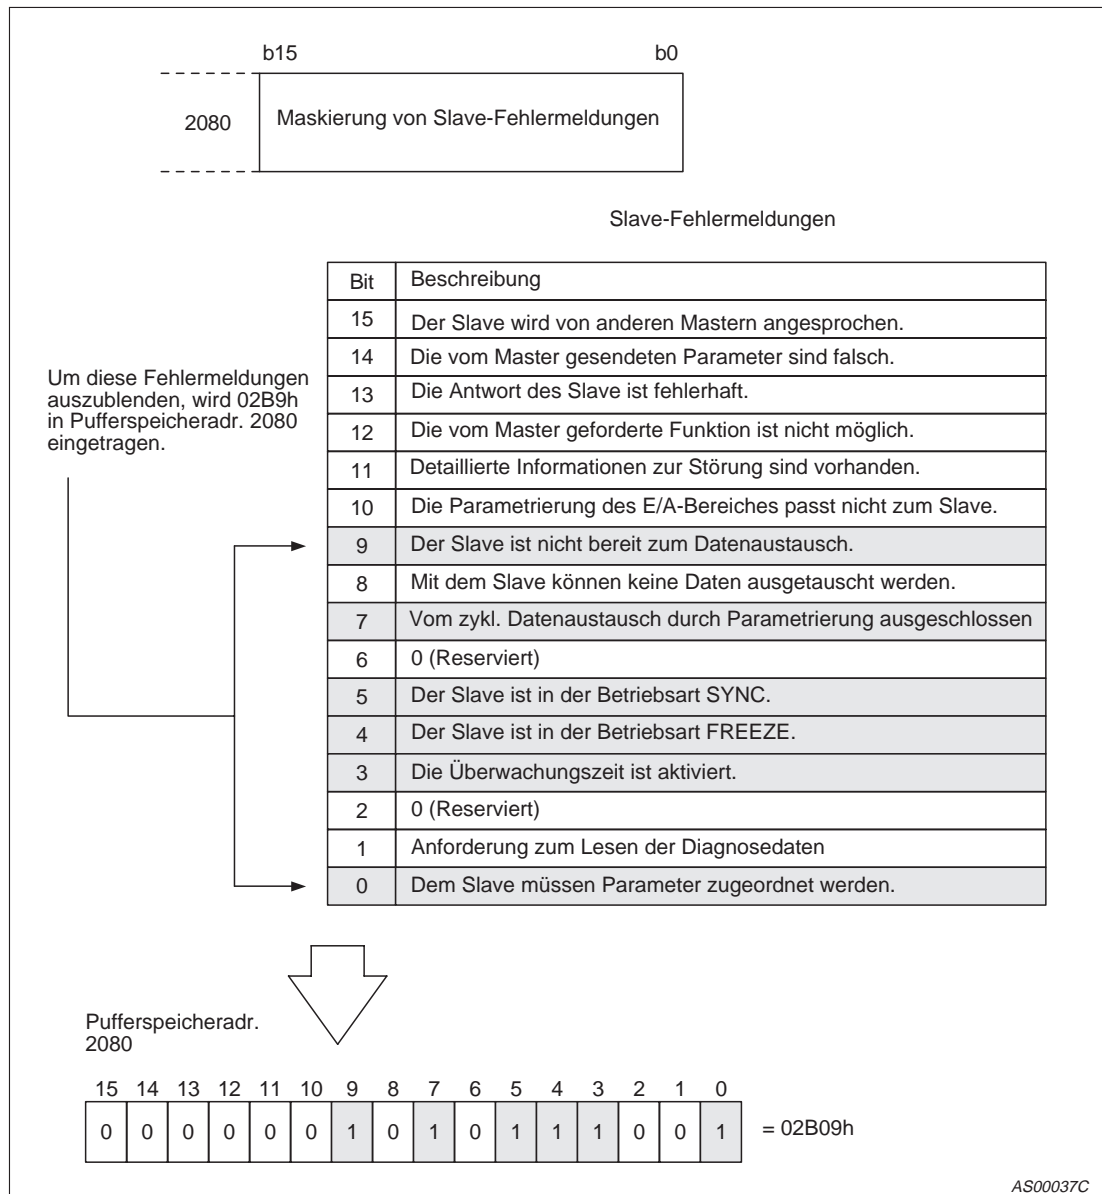 b15 b0
2080 Maskierung von Slave-Fehlermeldungen
Slave-Fehlermeldungen
Bit Beschreibung
15 Der Slave wird von anderen Mastern angesprochen.
14 Die vom Master gesendeten Parameter sind falsch.
13 Die Antwort des Slave ist fehlerhaft.
12 Die vom Master geforderte Funktion ist nicht möglich.
11 Detaillierte Informationen zur Störung sind vorhanden.
10 Die Parametrierung des E/A-Bereiches passt nicht zum Slave.
9 Der Slave ist nicht bereit zum Datenaustausch.
8 Mit dem Slave können keine Daten ausgetauscht werden.
7 Vom zykl. Datenaustausch durch Parametrierung ausgeschlossen
6 0 (Reserviert)
5 Der Slave ist in der Betriebsart SYNC.
4 Der Slave ist in der Betriebsart FREEZE.
3 Die Überwachungszeit ist aktiviert.
2 0 (Reserviert)
1 Anforderung zum Lesen der Diagnosedaten
0 Dem Slave müssen Parameter zugeordnet werden.
Um diese Fehlermeldungen
auszublenden, wird 02B9h
in Pufferspeicheradr. 2080
eingetragen.
Pufferspeicheradr.
2080
15 14 13 12 11 10 9 8 7 6 5 4 3 2 1 0
0 0 0 0 0 0 1 0 1 0 1 1 1 0 0 1 = 02B09h
AS00037C